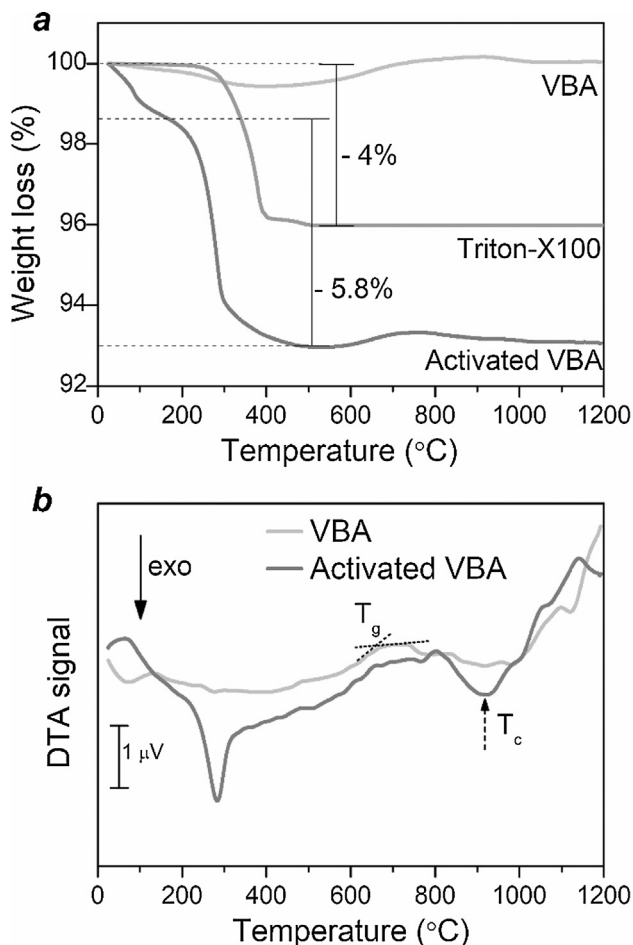 a
100
98
96
93
92
Weight loss (%)
VBA
- 4%
Triton-X100
- 5.8%
Activated VBA
0 200 400 600 800 1000 1200
Temperature (°C)
b
exo
VBA
Activated VBA
Tg
DTA signal
1 μV
Tc
0 200 400 600 800 1000 1200
Temperature (°C)